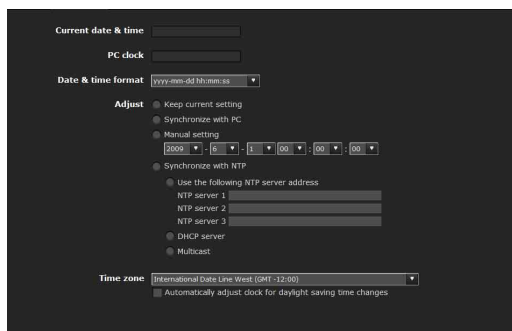 Current date & time
PC clock
Date & time format yyyy-mm-dd hh:mm:ss
Adjust Keep current setting
Synchronize with PC
Manual setting
2009 - 6 - 1 00 : 00 : 00
Synchronize with NTP
Use the following NTP server address
NTP server 1
NTP server 2
NTP server 3
DHCP server
Multicast
Time zone International Date Line West (GMT -12:00)
Automatically adjust clock for daylight saving time changes